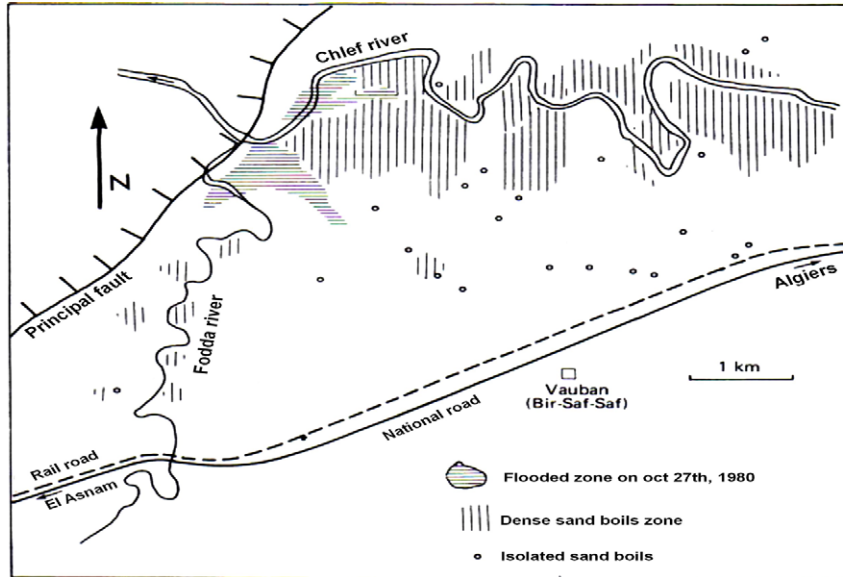 Chlef river
N
Principal fault
Fodda river
Algiers
1 km
Vauban
(Bir-Saf-Saf)
National road
Rail road
El Asnam
Flooded zone on oct 27th, 1980
Dense sand boils zone
Isolated sand boils